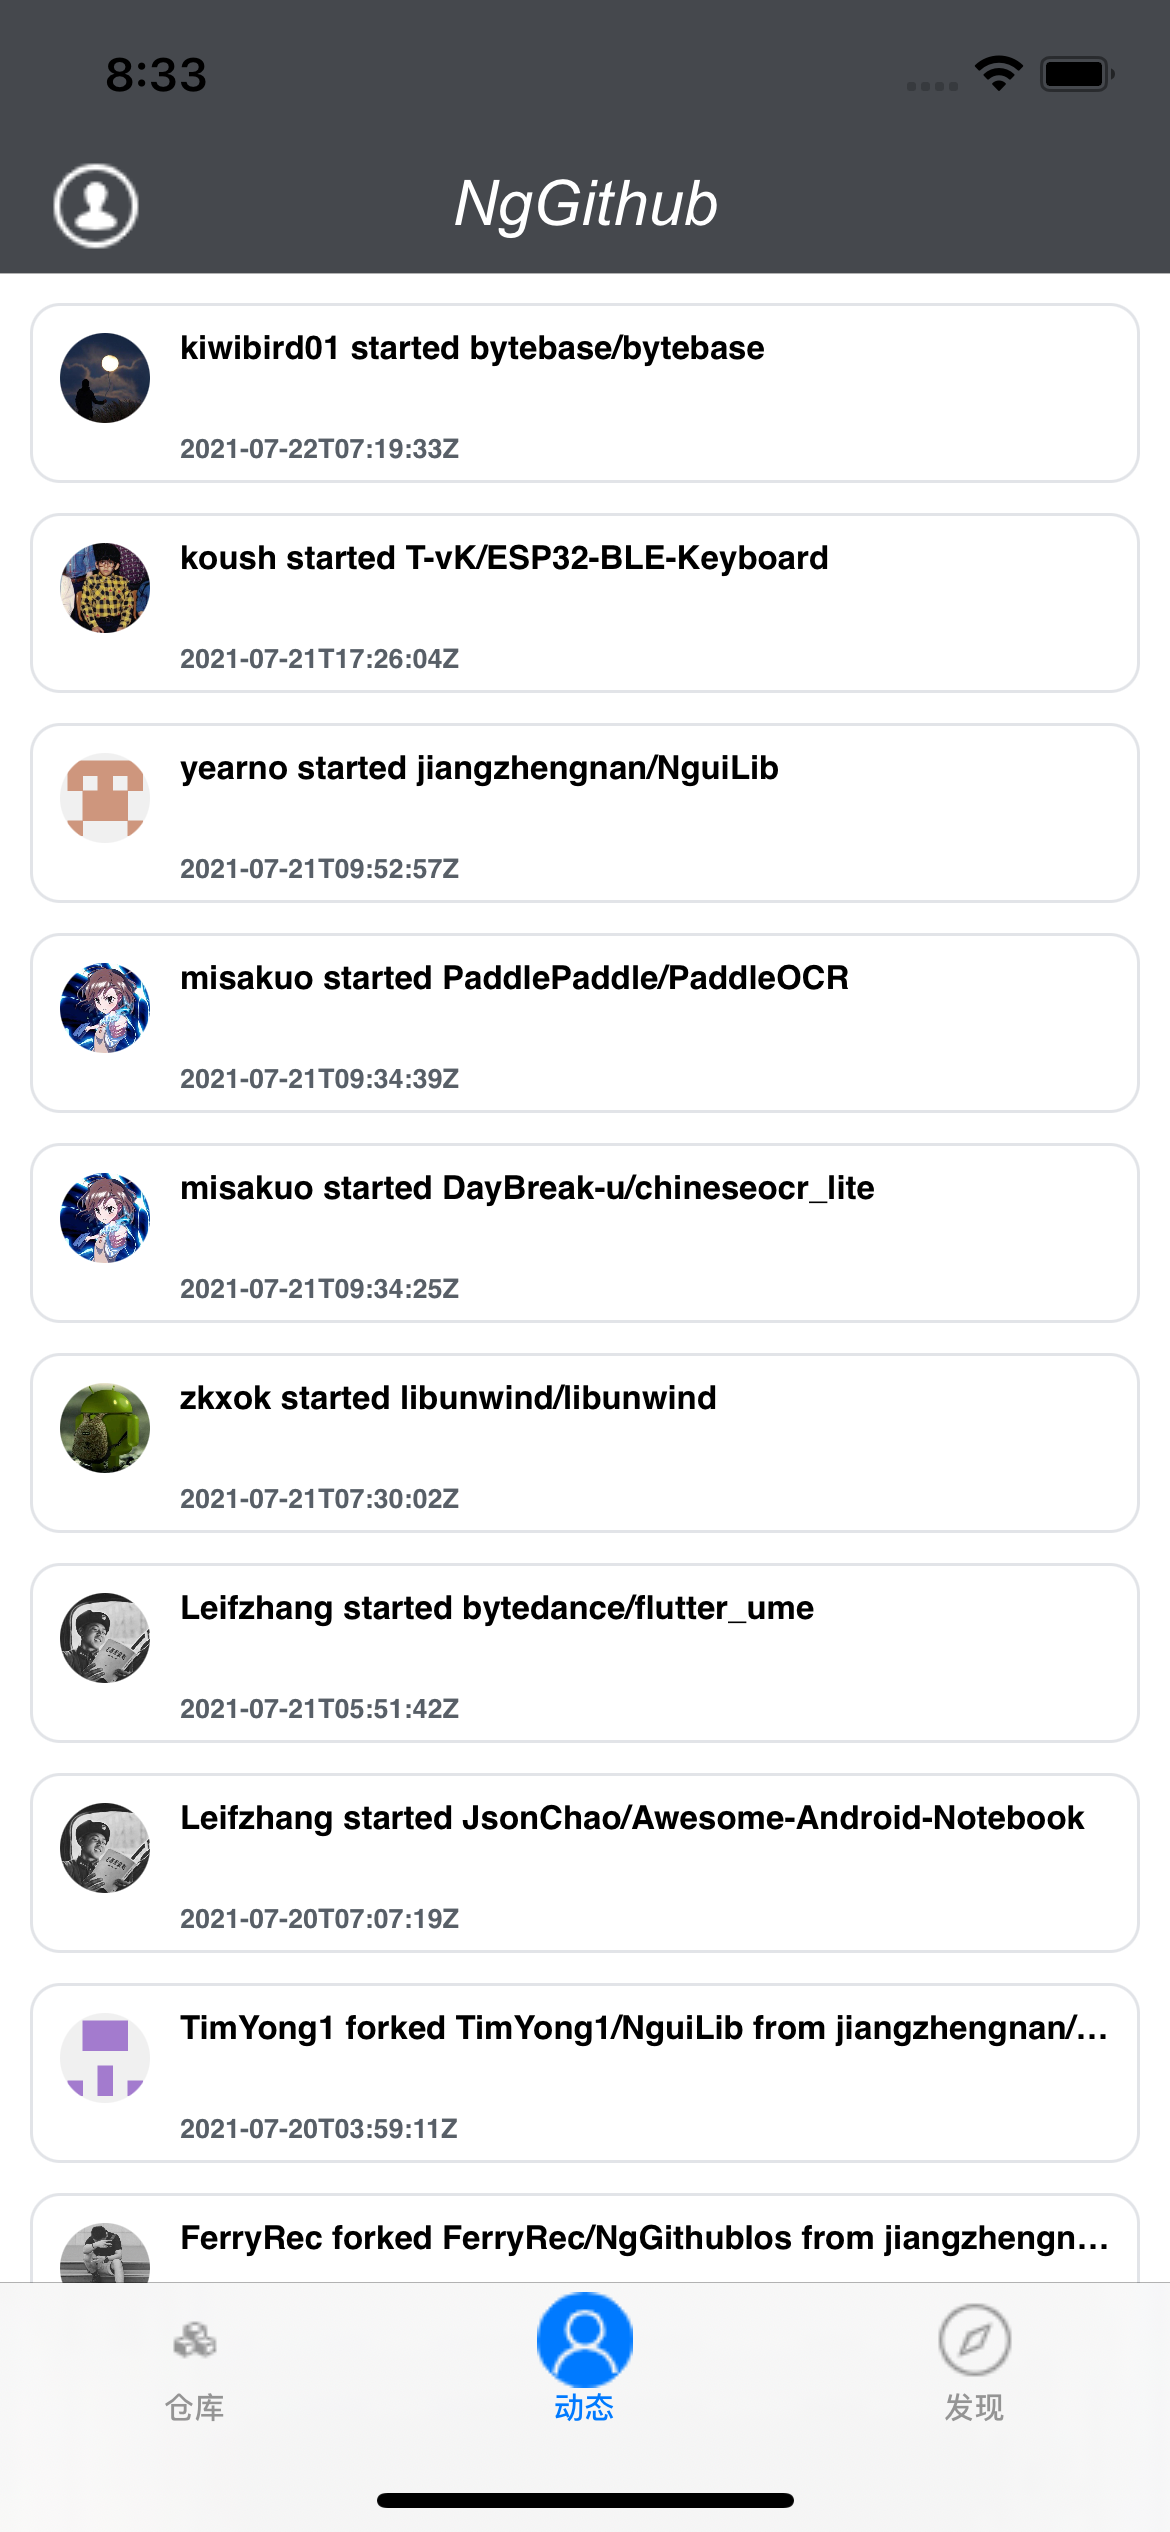 8:33
NgGithub
kiwibird01 started bytebase/bytebase
2021-07-22T07:19:33Z
koush started T-vK/ESP32-BLE-Keyboard
2021-07-21T17:26:04Z
yearno started jiangzhengnan/NguiLib
2021-07-21T09:52:57Z
misakuo started PaddlePaddle/PaddleOCR
2021-07-21T09:34:39Z
misakuo started DayBreak-u/chineseocr_lite
2021-07-21T09:34:25Z
zkxok started libunwind/libunwind
2021-07-21T07:30:02Z
Leifzhang started bytedance/flutter_ume
2021-07-21T05:51:42Z
Leifzhang started JsonChao/Awesome-Android-Notebook
2021-07-20T07:07:19Z
TimYong1 forked TimYong1/NguiLib from jiangzhengnan/...
2021-07-20T03:59:11Z
FerryRec forked FerryRec/NgGithubIos from jiangzhengn...
仓库 动态 发现